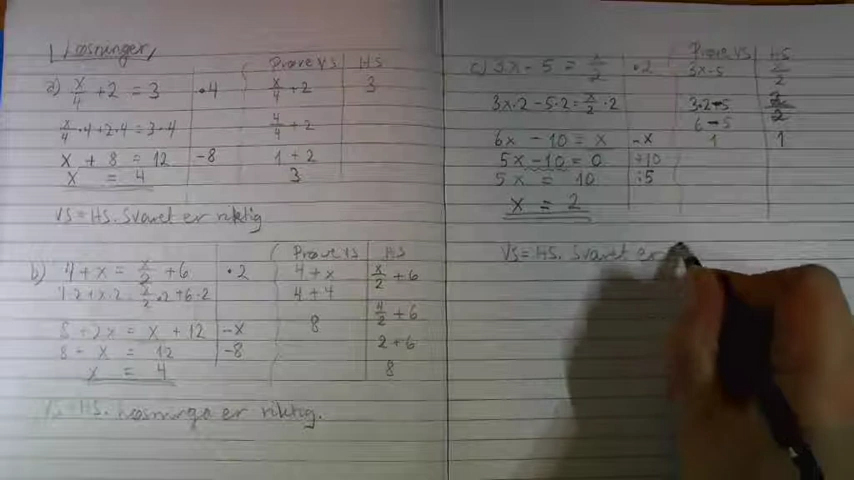 Løsninger,
Prøve VS HS
a) x/4 + 2 = 3 ·4 x/4 + 2 3
x/4 · 4 + 2 · 4 = 3 · 4 4/4 + 2
x + 8 = 12 -8 1 + 2
x = 4 3
VS = HS. Svaret er riktig
Prøve VS HS
b) 4 + x = x/2 + 6 ·2 4 + x x/2 + 6
4·2 + x·2 = x/2 · 2 + 6·2 4 + 4 4/2 + 6
8 + 2x = x + 12 -x 8 2 + 6
8 + x = 12 -8
x = 4 8
VS = HS. Løsninga er riktig.
Prøve VS HS
c) 3x - 5 = x/2 ·2 3x - 5 x/2
3x·2 - 5·2 = x/2 · 2 3·2 - 5 2/2
6 - 5
6x - 10 = x -x 1 1
5x - 10 = 0 +10
5x = 10 :5
x = 2
VS = HS. Svaret er